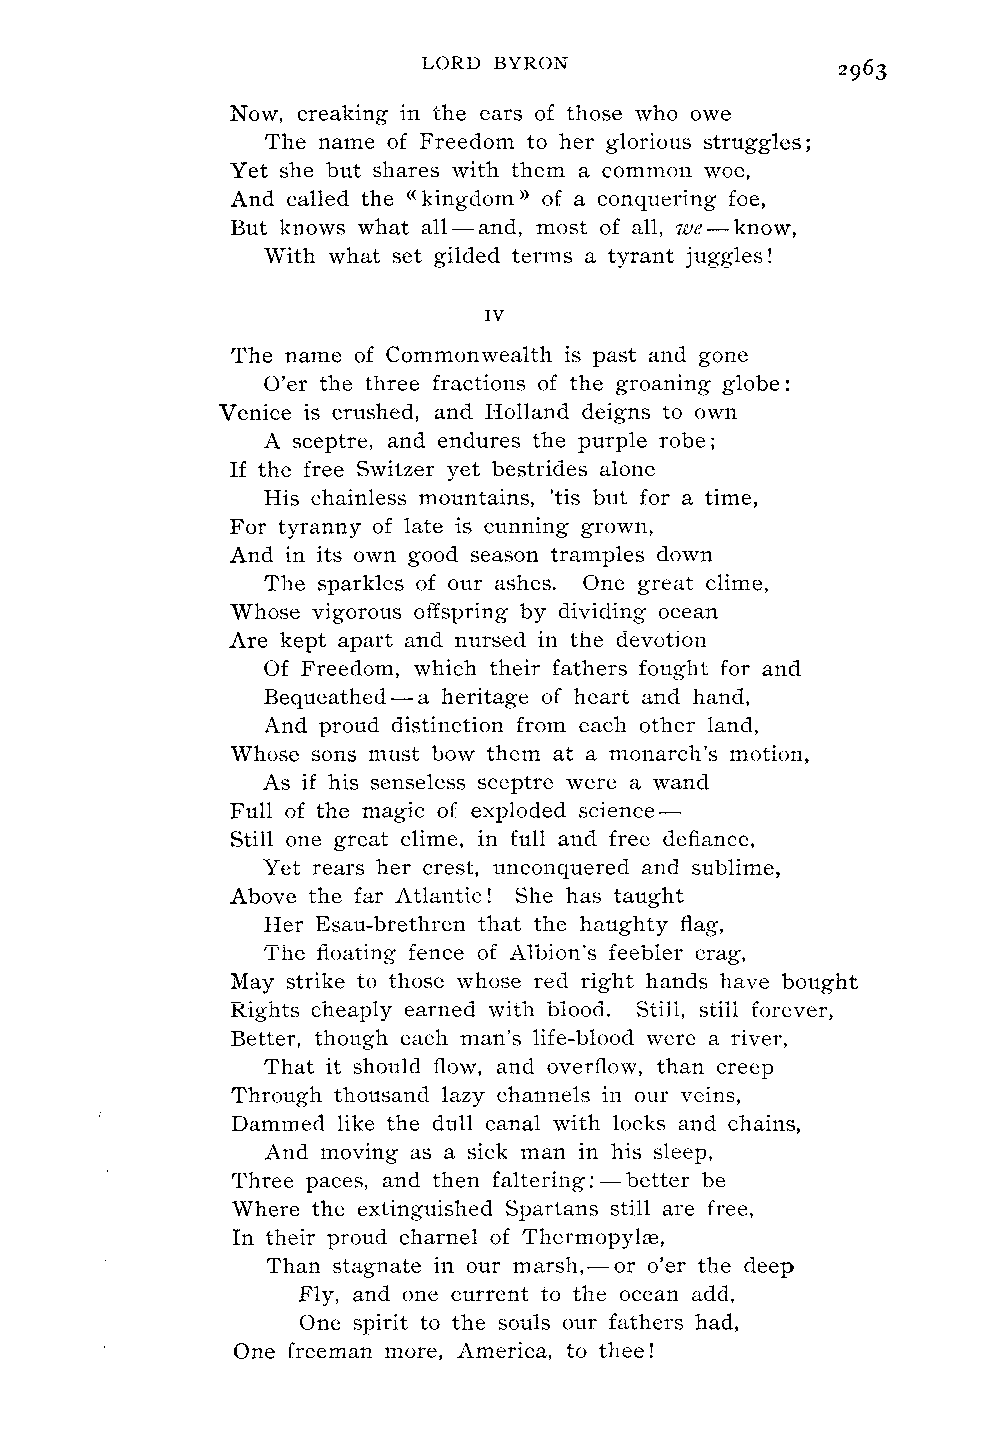 LORD BYRON 2963
Now, creaking in the ears of those who owe
The name of Freedom to her glorious struggles;
Yet she but shares with them a common woe,
And called the «kingdom» of a conquering foe,
But knows what all—and, most of all, we—know,
With what set gilded terms a tyrant juggles!
IV
The name of Commonwealth is past and gone
O'er the three fractions of the groaning globe:
Venice is crushed, and Holland deigns to own
A sceptre, and endures the purple robe;
If the free Switzer yet bestrides alone
His chainless mountains, 'tis but for a time,
For tyranny of late is cunning grown,
And in its own good season tramples down
The sparkles of our ashes. One great clime,
Whose vigorous offspring by dividing ocean
Are kept apart and nursed in the devotion
Of Freedom, which their fathers fought for and
Bequeathed—a heritage of heart and hand,
And proud distinction from each other land,
Whose sons must bow them at a monarch's motion,
As if his senseless sceptre were a wand
Full of the magic of exploded science—
Still one great clime, in full and free defiance,
Yet rears her crest, unconquered and sublime,
Above the far Atlantic! She has taught
Her Esau-brethren that the haughty flag,
The floating fence of Albion's feebler crag,
May strike to those whose red right hands have bought
Rights cheaply earned with blood. Still, still forever,
Better, though each man's life-blood were a river,
That it should flow, and overflow, than creep
Through thousand lazy channels in our veins,
Dammed like the dull canal with locks and chains,
And moving as a sick man in his sleep,
Three paces, and then faltering:—better be
Where the extinguished Spartans still are free,
In their proud charnel of Thermopylæ,
Than stagnate in our marsh,—or o'er the deep
Fly, and one current to the ocean add,
One spirit to the souls our fathers had,
One freeman more, America, to thee!